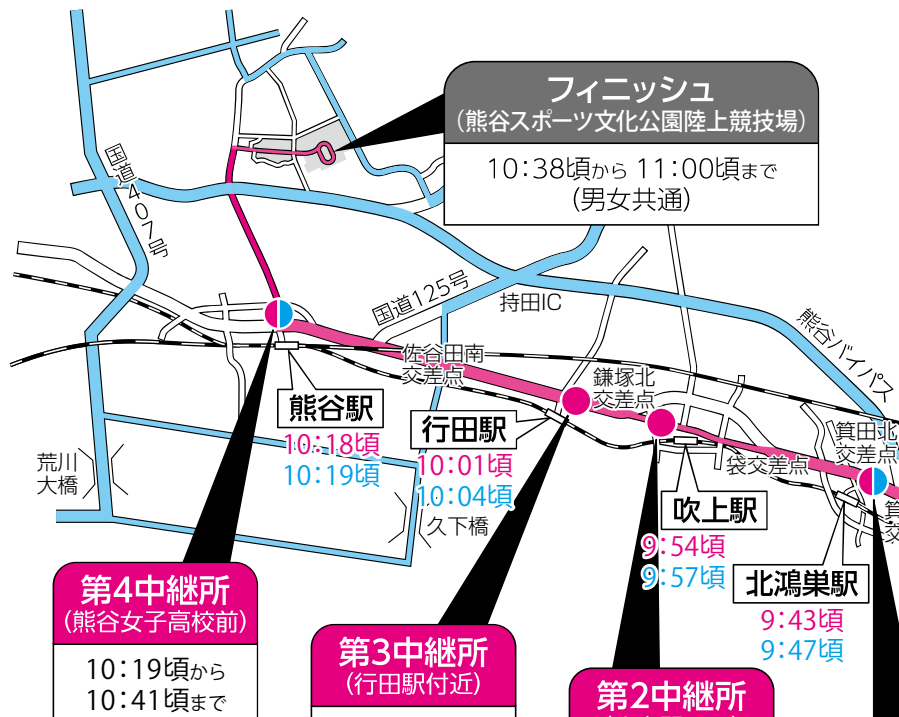 フィニッシュ
(熊谷スポーツ文化公園陸上競技場)
10:38頃から 11:00頃まで
(男女共通)
国道407号
国道125号
持田IC
熊谷バイパス
佐谷田南
交差点
鎌塚北
交差点
箕田北
交差点
熊谷駅
10:18頃
10:19頃
行田駅
10:01頃
10:04頃
袋交差点
荒川
大橋
久下橋
吹上駅
9:54頃
9:57頃
北鴻巣駅
9:43頃
9:47頃
第4中継所
(熊谷女子高校前)
10:19頃から
10:41頃まで
第3中継所
(行田駅付近)
第2中継所